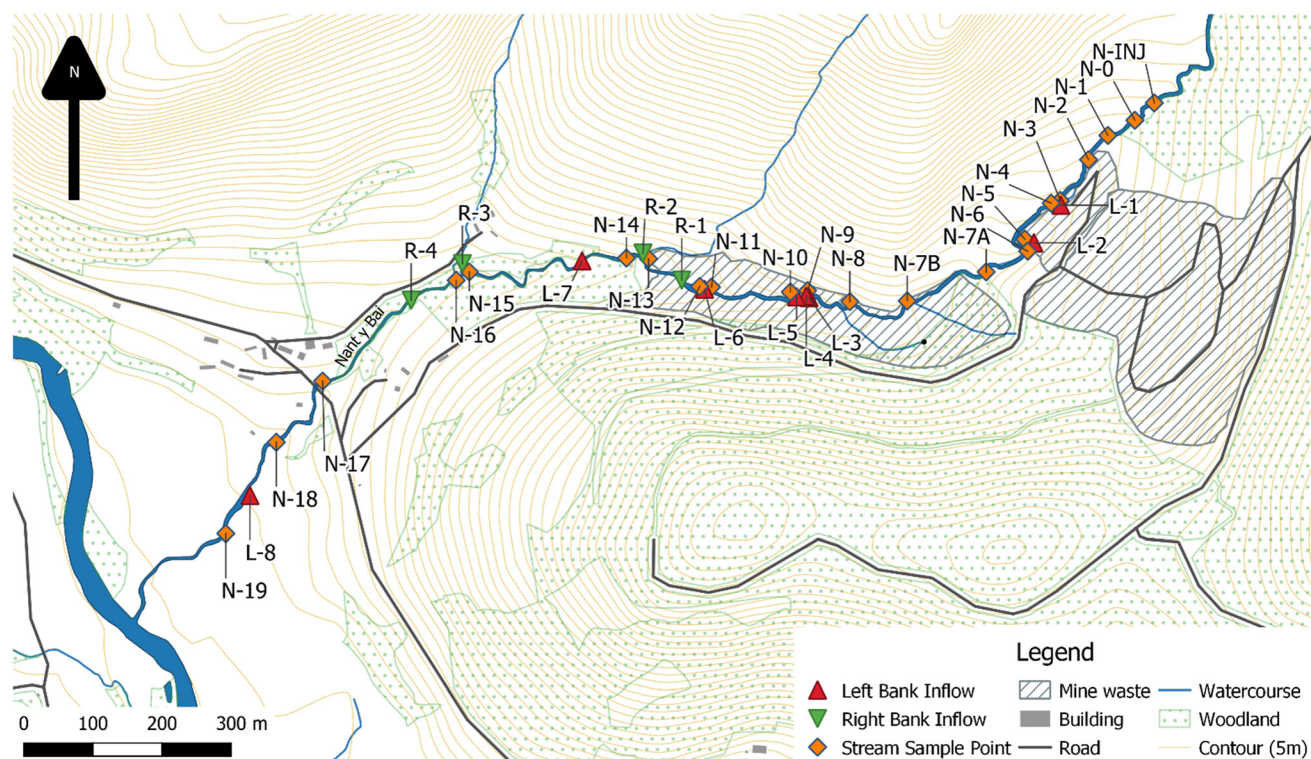 N
N-INJ
N-0
N-1
N-2
N-3
N-4
N-5
N-6
N-7A
L-1
L-2
R-3
R-2
N-14
R-1
N-11
N-10
N-9
N-8
N-7B
R-4
N-15
N-16
L-7
N-13
N-12
L-6
L-5
L-4
L-3
Nant y Bai
N-17
N-18
L-8
N-19
0 100 200 300 m
Legend
Left Bank Inflow
Mine waste
Watercourse
Right Bank Inflow
Building
Woodland
Stream Sample Point
Road
Contour (5m)